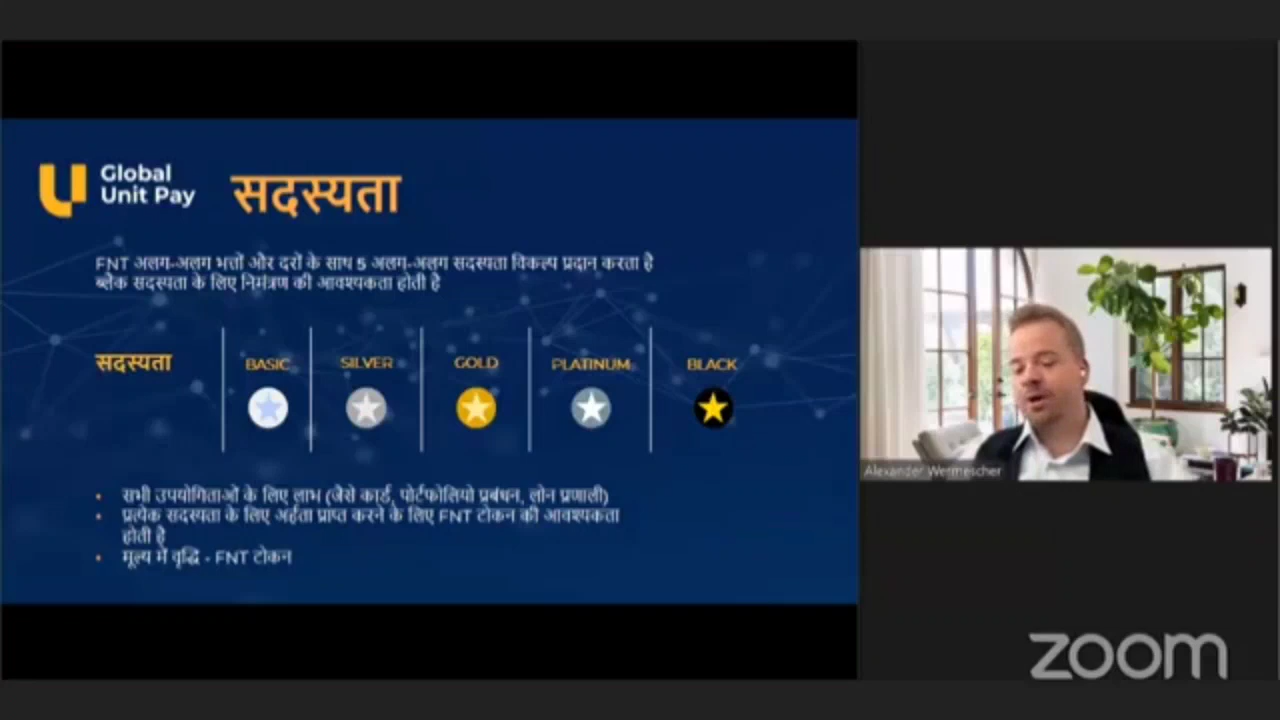 Global
Unit Pay
सदस्यता
FNT अलग-अलग भत्तों और दरों के साथ 5 अलग-अलग सदस्यता विकल्प प्रदान करता है
ब्लैक सदस्यता के लिए निमंत्रण की आवश्यकता होती है
सदस्यता BASIC SILVER GOLD PLATINUM BLACK
• सभी उपयोगिताओं के लिए लाभ (जैसे कार्ड, पोर्टफोलियो प्रबंधन, लोन प्रणाली)
• प्रत्येक सदस्यता के लिए अर्हता प्राप्त करने के लिए FNT टोकन की आवश्यकता
होती है
• मूल्य में वृद्धि - FNT टोकन
Alexander Wermescher
zoom